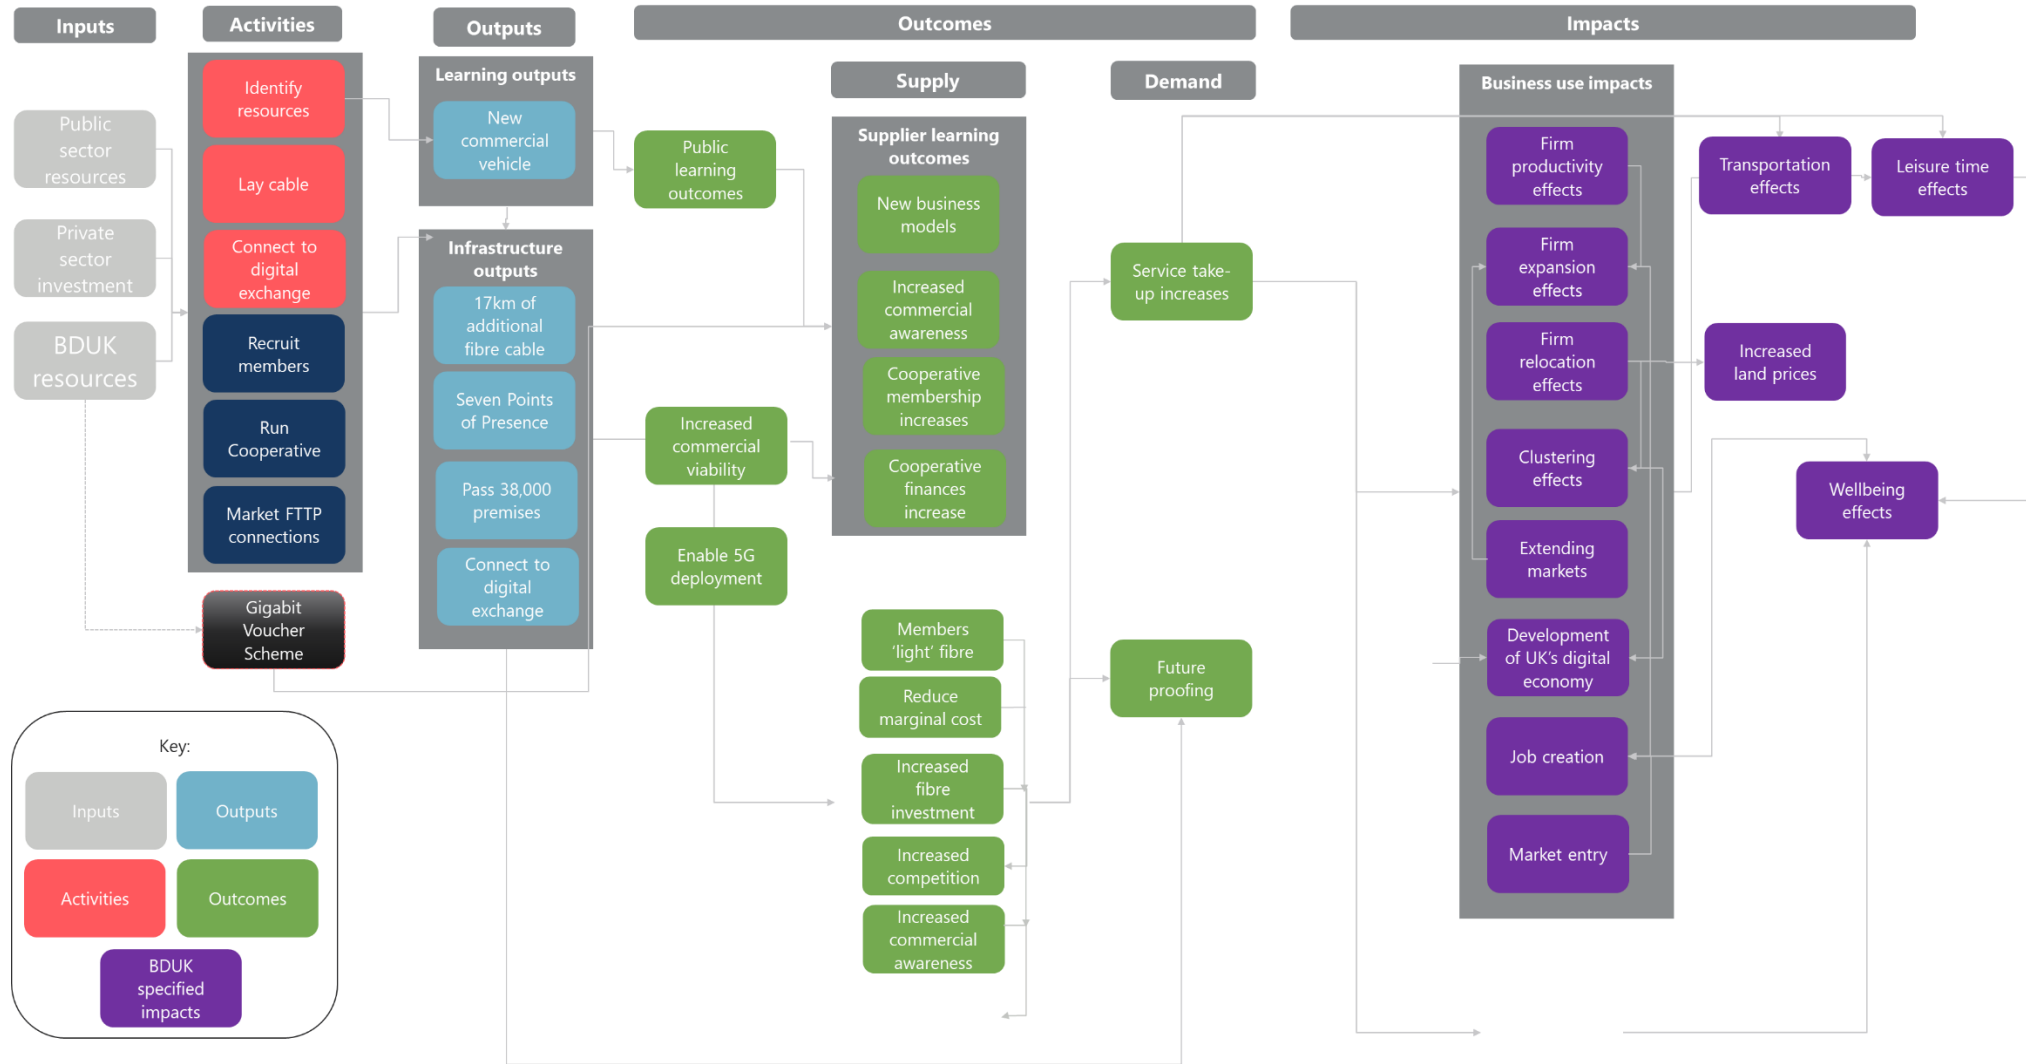 Inputs
Activities
Outputs
Outcomes
Impacts
Supply
Demand
Public
sector
resources
Private
sector
investment
BDUK
resources
Identify
resources
Lay cable
Connect to
digital
exchange
Recruit
members
Run
Cooperative
Market FTTP
connections
Gigabit
Voucher
Scheme
Learning outputs
New
commercial
vehicle
Infrastructure
outputs
17km of
additional
fibre cable
Seven Points
of Presence
Pass 38,000
premises
Connect to
digital
exchange
Public
learning
outcomes
Increased
commercial
viability
Enable 5G
deployment
Supplier learning
outcomes
New business
models
Increased
commercial
awareness
Cooperative
membership
increases
Cooperative
finances
increase
Members
‘light’ fibre
Reduce
marginal cost
Increased
fibre
investment
Increased
competition
Increased
commercial
awareness
Service take-
up increases
Future
proofing
Business use impacts
Firm
productivity
effects
Firm
expansion
effects
Firm
relocation
effects
Clustering
effects
Extending
markets
Development
of UK’s digital
economy
Job creation
Market entry
Transportation
effects
Leisure time
effects
Increased
land prices
Wellbeing
effects
Key:
Inputs
Outputs
Activities
Outcomes
BDUK
specified
impacts